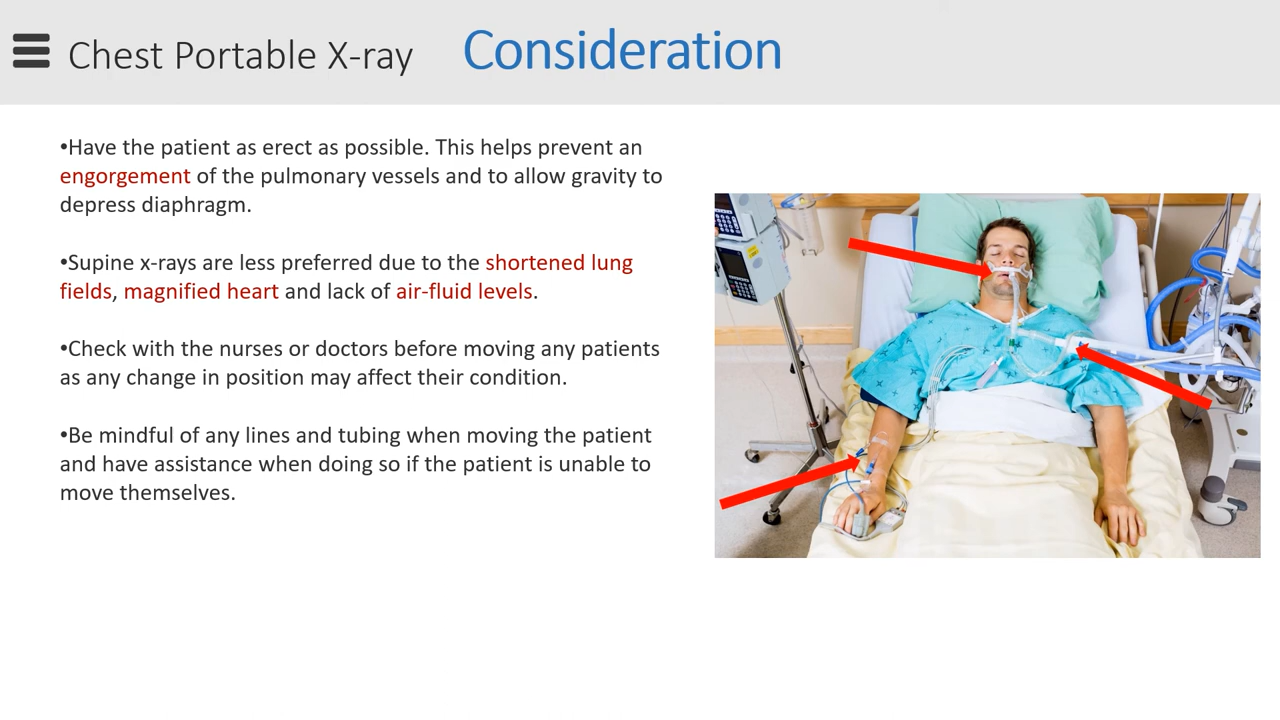 Chest Portable X-ray Consideration
•Have the patient as erect as possible. This helps prevent an
engorgement of the pulmonary vessels and to allow gravity to
depress diaphragm.
•Supine x-rays are less preferred due to the shortened lung
fields, magnified heart and lack of air-fluid levels.
•Check with the nurses or doctors before moving any patients
as any change in position may affect their condition.
•Be mindful of any lines and tubing when moving the patient
and have assistance when doing so if the patient is unable to
move themselves.